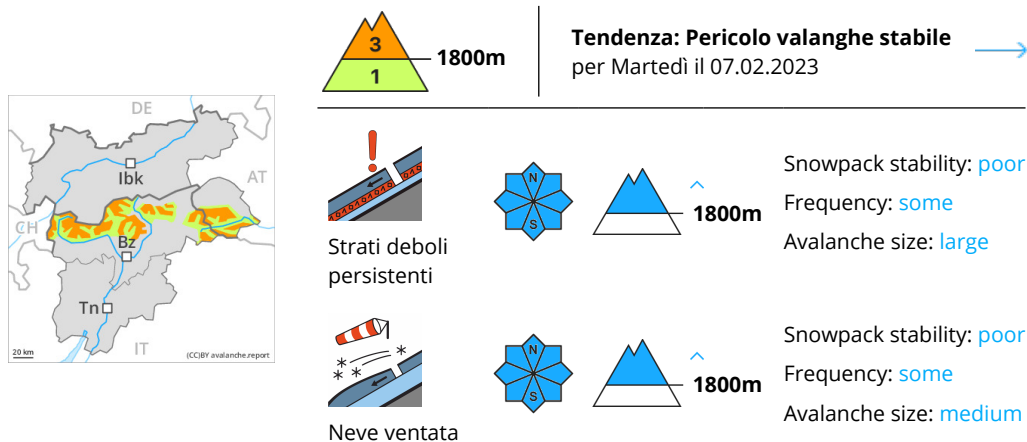 3
1
1800m
Tendenza: Pericolo valanghe stabile
per Martedì il 07.02.2023
DE
Ibk
AT
CH
Bz
Tn
IT
20 km
(CC)BY avalanche.report
Strati deboli
persistenti
N
S
1800m
Snowpack stability: poor
Frequency: some
Avalanche size: large
Neve ventata
N
S
1800m
Snowpack stability: poor
Frequency: some
Avalanche size: medium